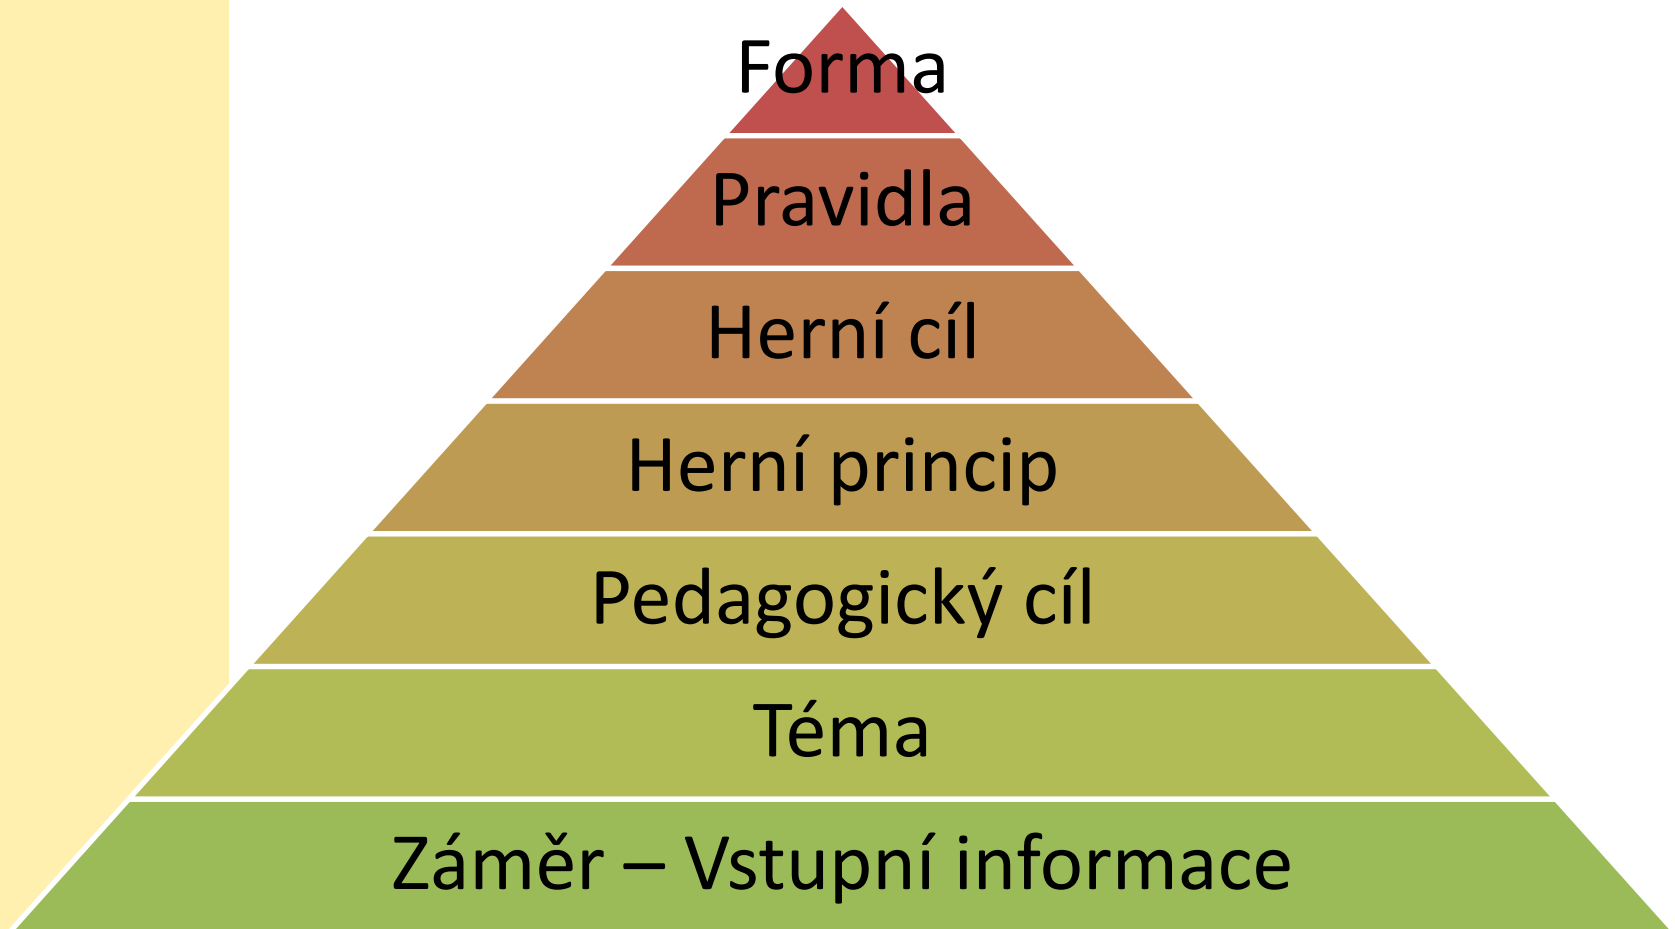 Forma
Pravidla
Herní cíl
Herní princip
Pedagogický cíl
Téma
Záměr – Vstupní informace